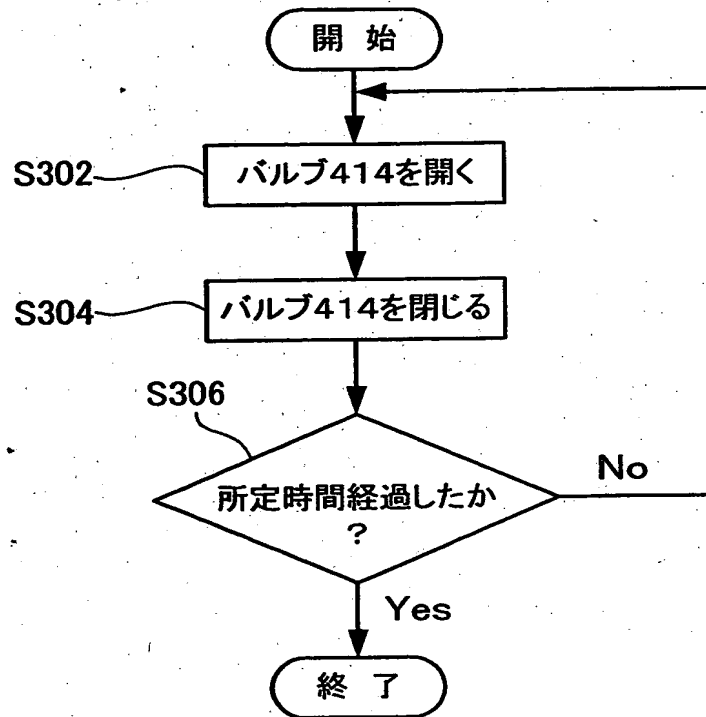 開 始
S302
バルブ414を開く
S304
バルブ414を閉じる
S306
所定時間経過したか
?
No
Yes
終 了